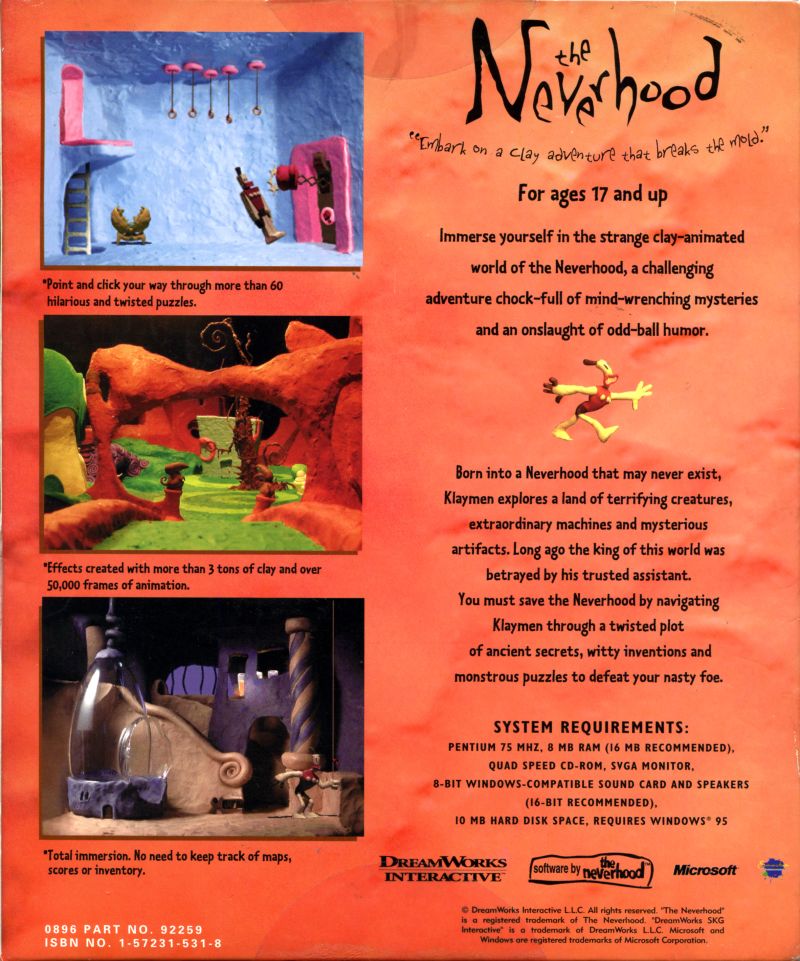 the
Neverhood
"Embark on a clay adventure that breaks the mold."
For ages 17 and up
Immerse yourself in the strange clay-animated
world of the Neverhood, a challenging
adventure chock-full of mind-wrenching mysteries
and an onslaught of odd-ball humor.
Born into a Neverhood that may never exist,
Klaymen explores a land of terrifying creatures,
extraordinary machines and mysterious
artifacts. Long ago the king of this world was
betrayed by his trusted assistant.
You must save the Neverhood by navigating
Klaymen through a twisted plot
of ancient secrets, witty inventions and
monstrous puzzles to defeat your nasty foe.
SYSTEM REQUIREMENTS:
PENTIUM 75 MHZ, 8 MB RAM (16 MB RECOMMENDED),
QUAD SPEED CD-ROM, SVGA MONITOR,
8-BIT WINDOWS-COMPATIBLE SOUND CARD AND SPEAKERS
(16-BIT RECOMMENDED),
10 MB HARD DISK SPACE, REQUIRES WINDOWS® 95
*Point and click your way through more than 60
hilarious and twisted puzzles.
*Effects created with more than 3 tons of clay and over
50,000 frames of animation.
*Total immersion. No need to keep track of maps,
scores or inventory.
DREAMWORKS
INTERACTIVE™
software by the neverhood™
Microsoft®
© DreamWorks Interactive L.L.C. All rights reserved. "The Neverhood"
is a registered trademark of The Neverhood. "DreamWorks SKG
Interactive" is a trademark of DreamWorks L.L.C. Microsoft and
Windows are registered trademarks of Microsoft Corporation.
0896 PART NO. 92259
ISBN NO. 1-57231-531-8